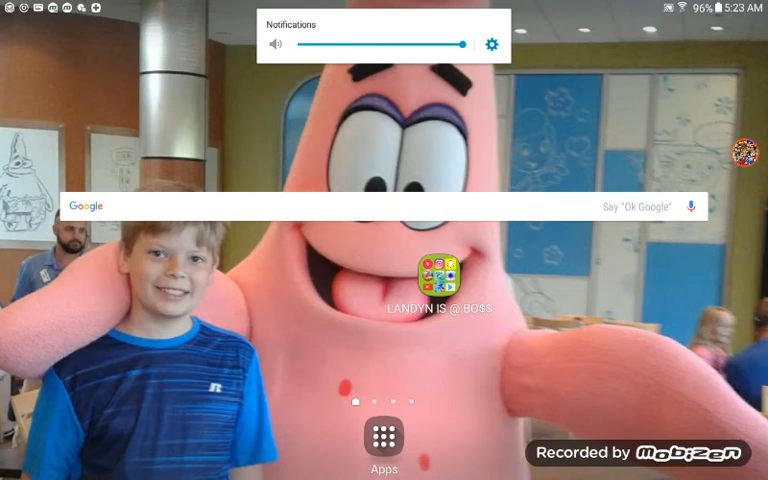 96% 5:23 AM
Notifications
Google Say "Ok Google"
LANDYN IS @ BO$$
R
Apps
Recorded by mobizen